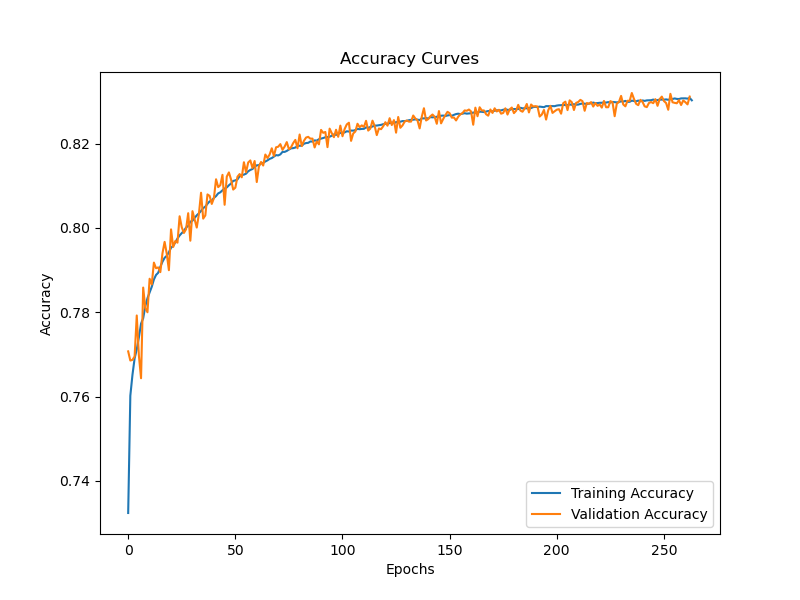 Accuracy Curves
0.82
0.80
0.78
0.76
0.74
Accuracy
0
50
100
150
200
250
Epochs
Training Accuracy
Validation Accuracy